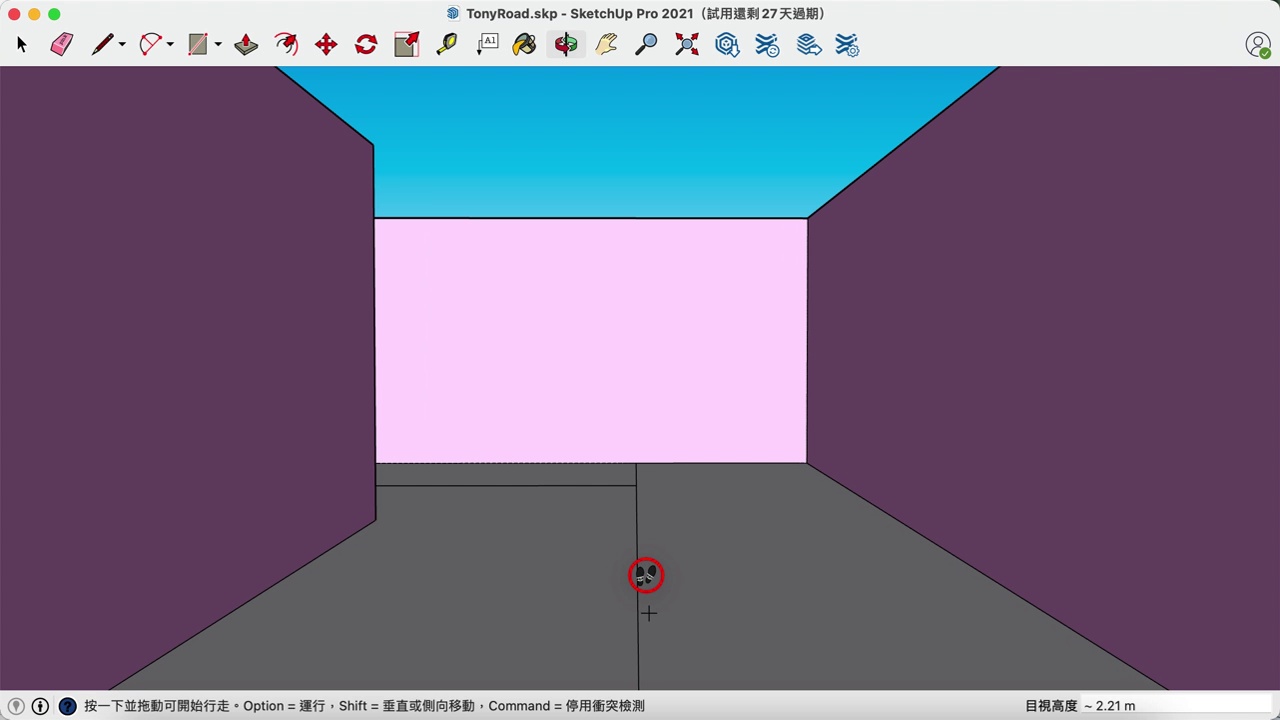 TonyRoad.skp - SketchUp Pro 2021（試用還剩 27 天過期）
A1
按一下並拖動可開始行走。Option = 運行，Shift = 垂直或側向移動，Command = 停用衝突檢測
目視高度 ~ 2.21 m